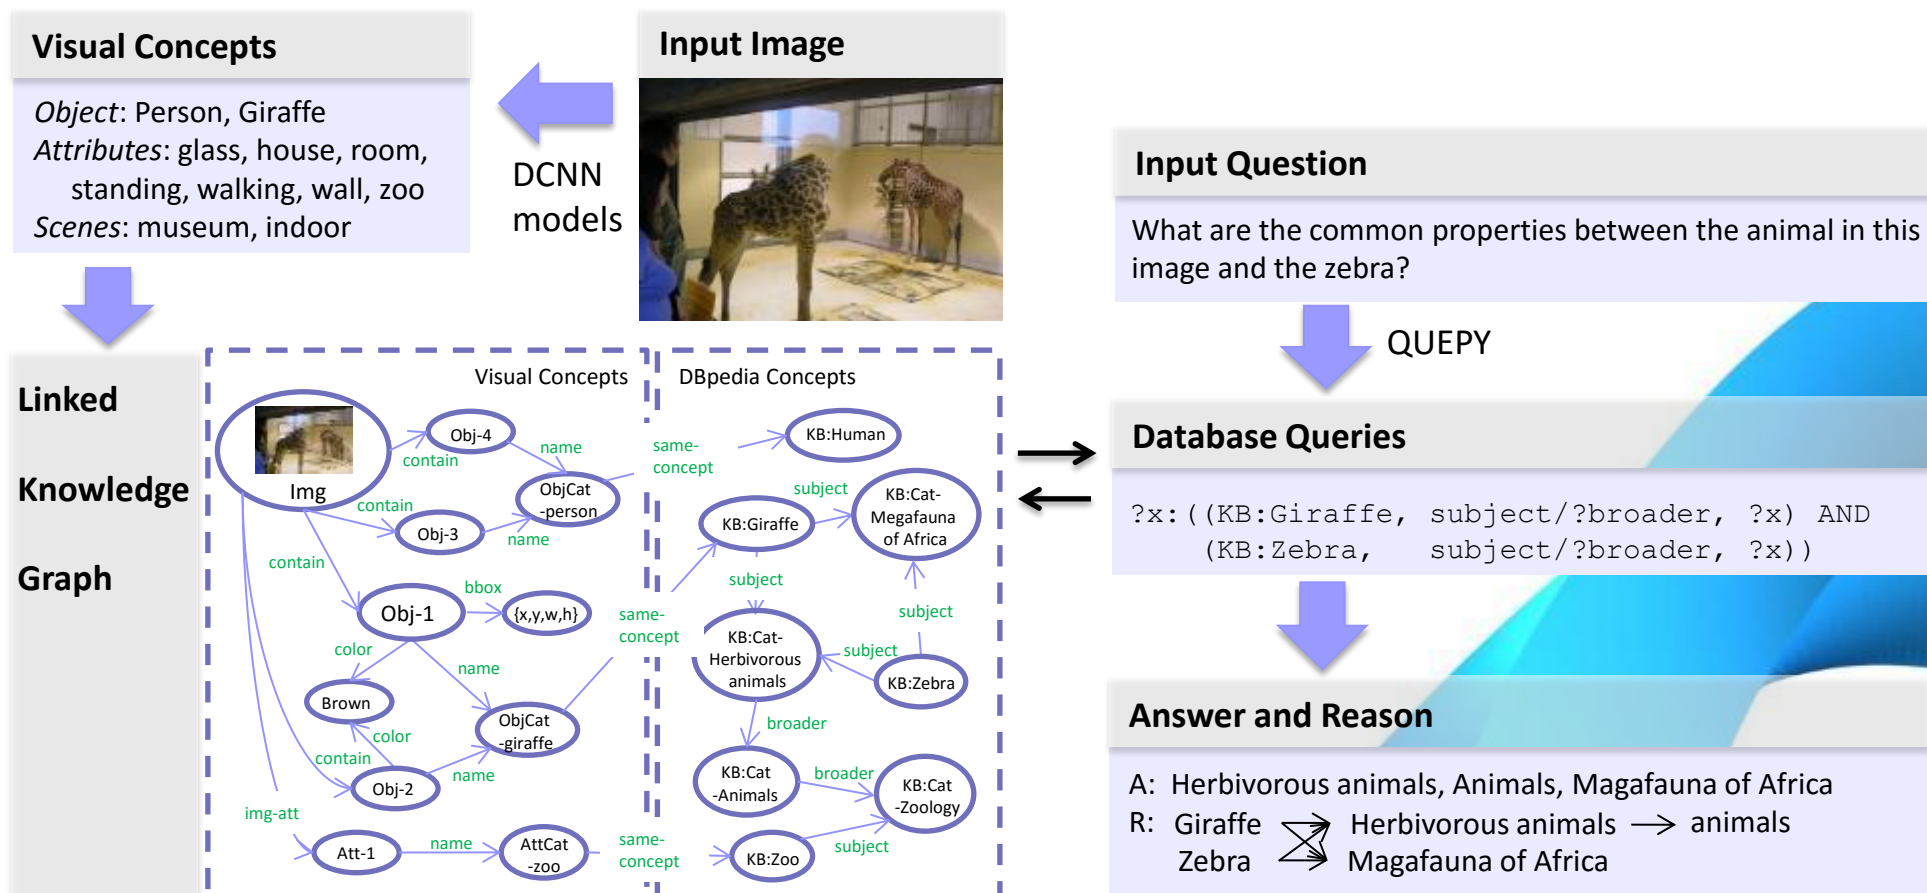 Visual Concepts
Object: Person, Giraffe
Attributes: glass, house, room,
standing, walking, wall, zoo
Scenes: museum, indoor
DCNN
models
Input Image
Input Question
What are the common properties between the animal in this
image and the zebra?
QUEPY
Database Queries
?x:((KB:Giraffe, subject/?broader, ?x) AND
(KB:Zebra, subject/?broader, ?x))
Answer and Reason
A: Herbivorous animals, Animals, Magafauna of Africa
R: Giraffe Herbivorous animals animals
Zebra Magafauna of Africa
Linked
Knowledge
Graph
Visual Concepts
Img
contain
Obj-4
name
contain
Obj-3
name
ObjCat
-person
same-
concept
contain
Obj-1
bbox
{x,y,w,h}
color
name
Brown
color
contain
Obj-2
name
ObjCat
-giraffe
same-
concept
img-att
Att-1
name
AttCat
-zoo
same-
concept
DBpedia Concepts
KB:Human
KB:Giraffe
subject
KB:Cat-
Megafauna
of Africa
subject
subject
KB:Cat-
Herbivorous
animals
subject
KB:Zebra
broader
KB:Cat
-Animals
broader
KB:Cat
-Zoology
KB:Zoo
subject